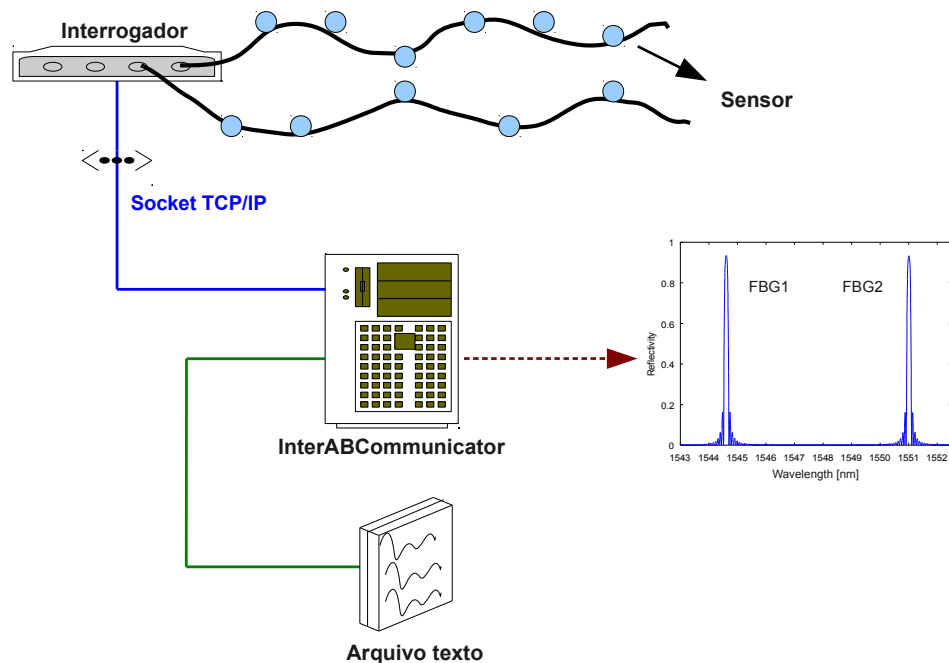 Interrogador
Sensor
Socket TCP/IP
InterABCommunicator
Arquivo texto
1
0.8
0.6
0.4
0.2
0
Reflectivity
FBG1 FBG2
1543 1544 1545 1546 1547 1548 1549 1550 1551 1552
Wavelength [nm]